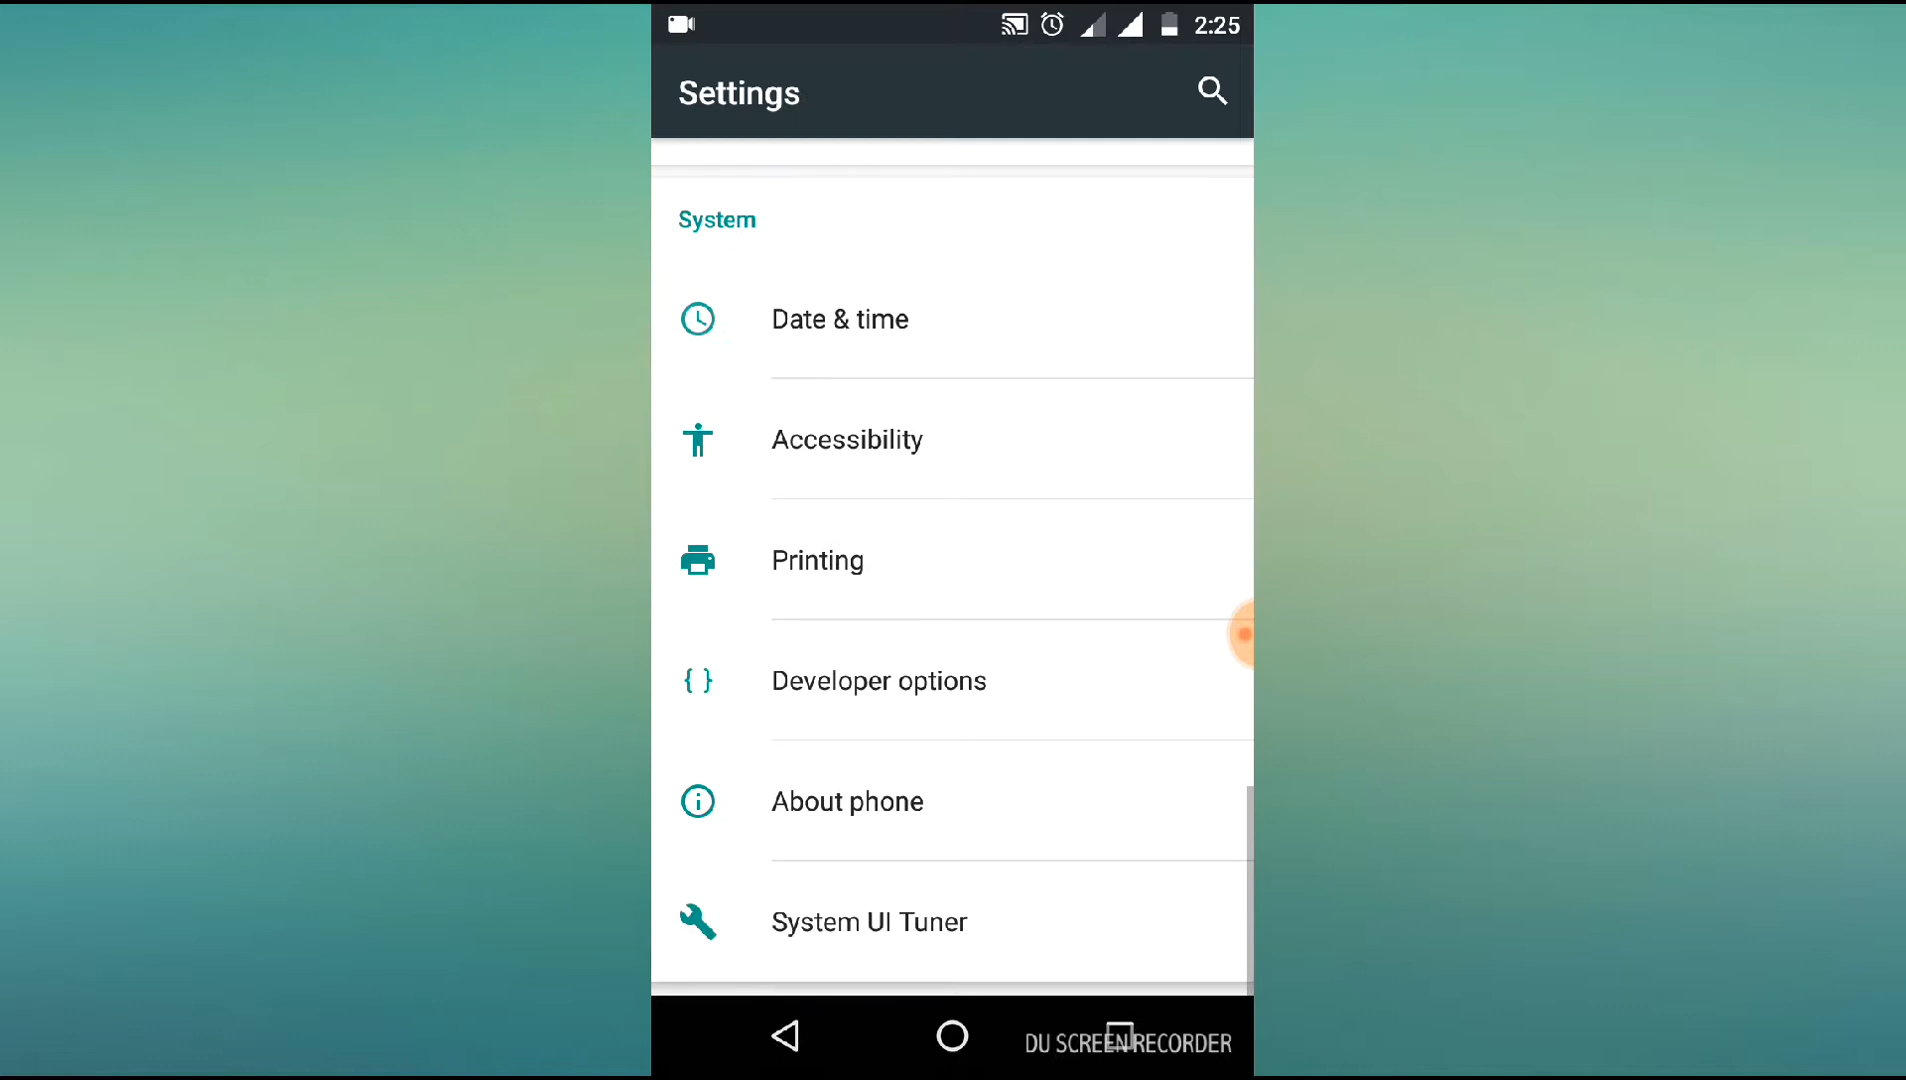 2:25
Settings
System
Date & time
Accessibility
Printing
{ } Developer options
About phone
System UI Tuner
DU SCREEN RECORDER